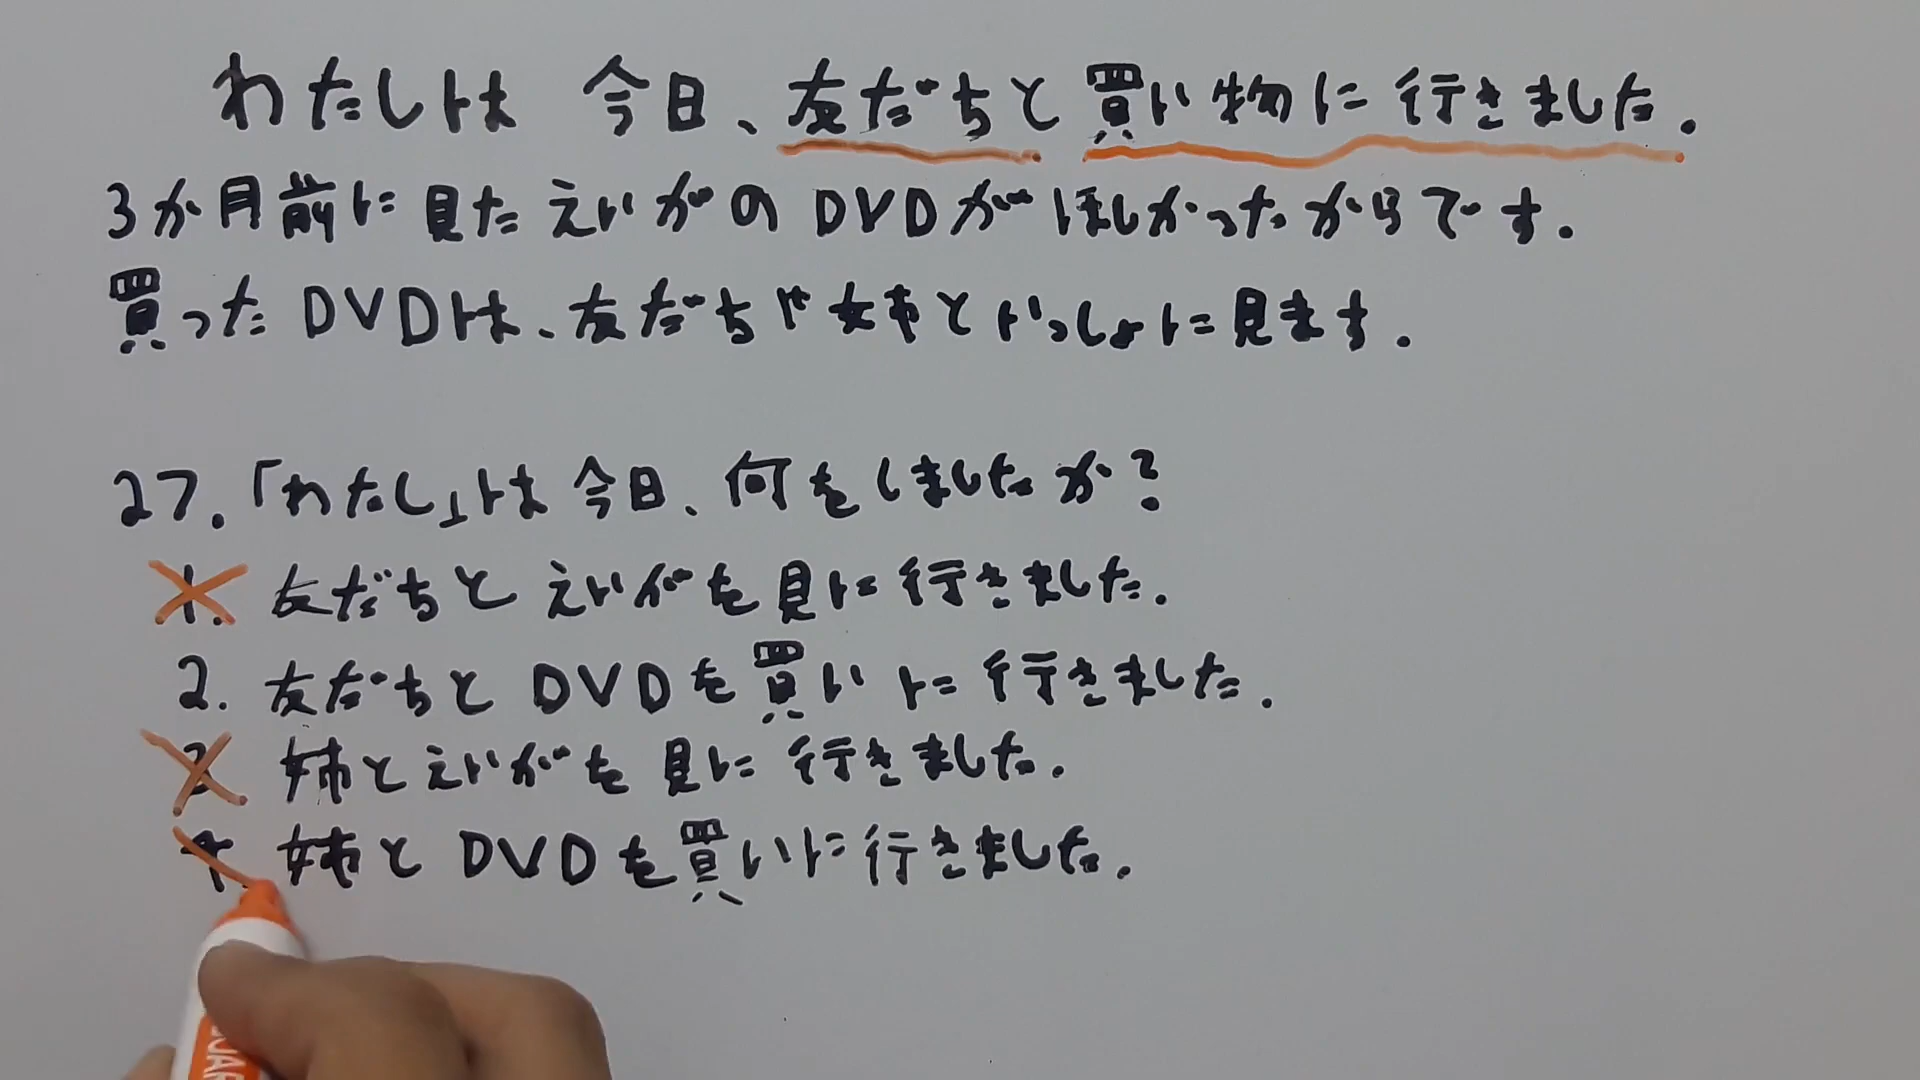 わたしは 今日、友だちと 買い物に 行きました.
3か月前に 見た えいがの DVDが ほしかったからです.
買った DVDは、友だちや 姉と いっしょに 見ます.
27.「わたし」は 今日、何を しましたか?
1. 友だちと えいがを 見に 行きました.
2. 友だちと DVDを 買い に 行きました.
3 姉と えいがを 見に 行きました.
4. 姉と DVDを 買いに 行きました.